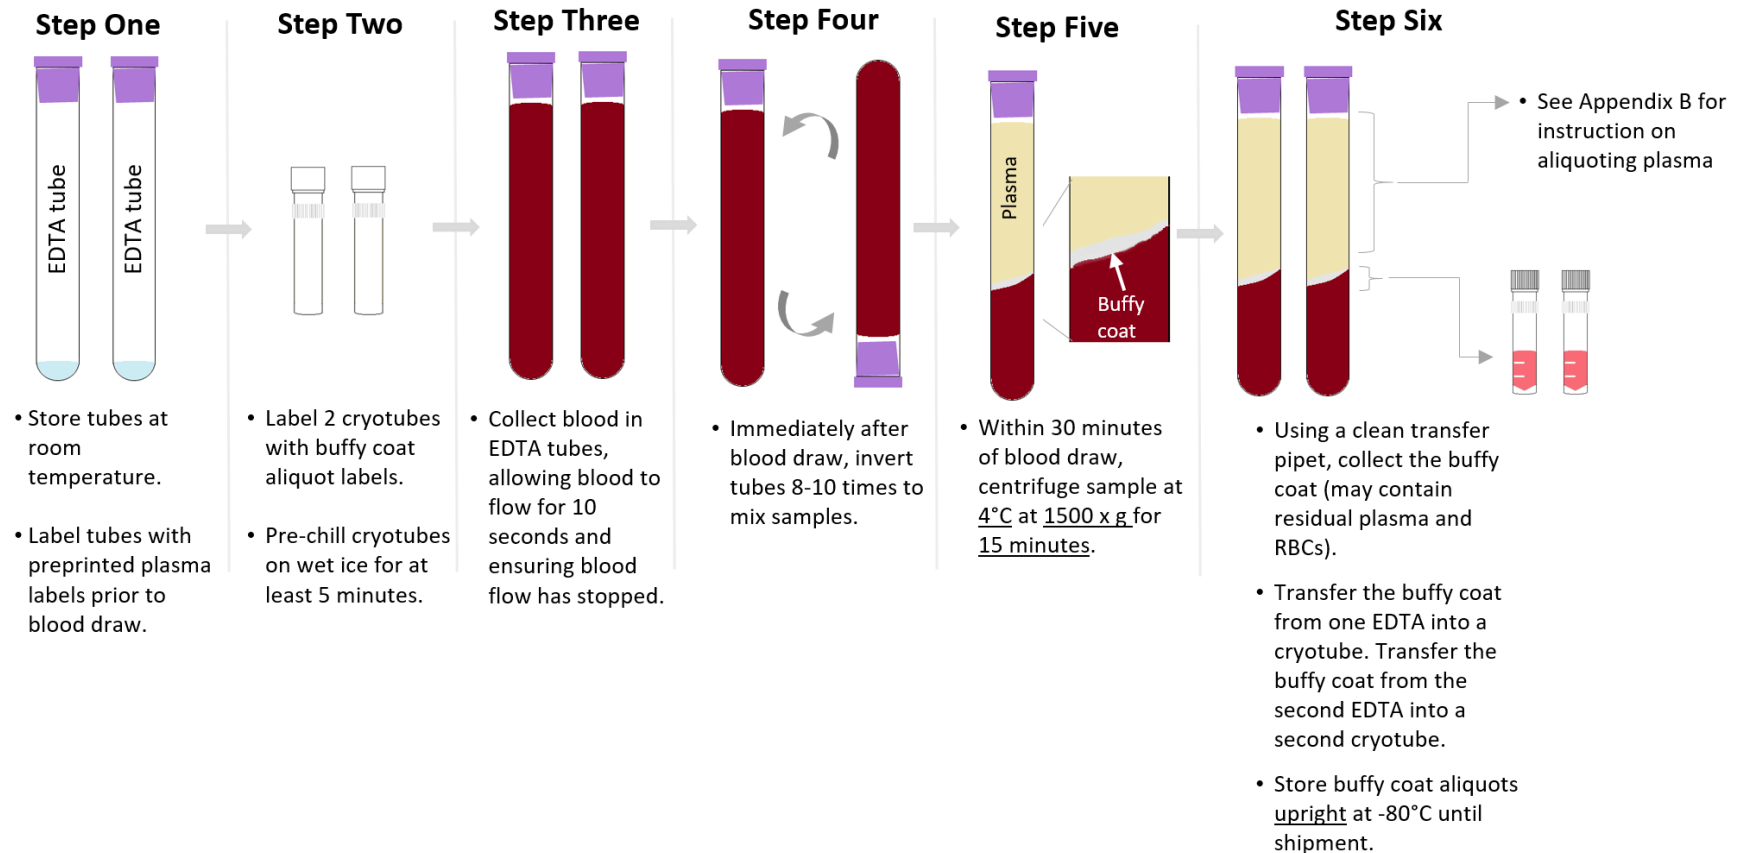 Step One
EDTA tube
EDTA tube
• Store tubes at
room
temperature.
• Label tubes with
preprinted plasma
labels prior to
blood draw.
Step Two
• Label 2 cryotubes
with buffy coat
aliquot labels.
• Pre-chill cryotubes
on wet ice for at
least 5 minutes.
Step Three
• Collect blood in
EDTA tubes,
allowing blood to
flow for 10
seconds and
ensuring blood
flow has stopped.
Step Four
• Immediately after
blood draw, invert
tubes 8-10 times to
mix samples.
Step Five
Plasma
Buffy
coat
• Within 30 minutes
of blood draw,
centrifuge sample at
4°C at 1500 x g for
15 minutes.
Step Six
• See Appendix B for
instruction on
aliquoting plasma
• Using a clean transfer
pipet, collect the buffy
coat (may contain
residual plasma and
RBCs).
• Transfer the buffy coat
from one EDTA into a
cryotube. Transfer the
buffy coat from the
second EDTA into a
second cryotube.
• Store buffy coat aliquots
upright at -80°C until
shipment.